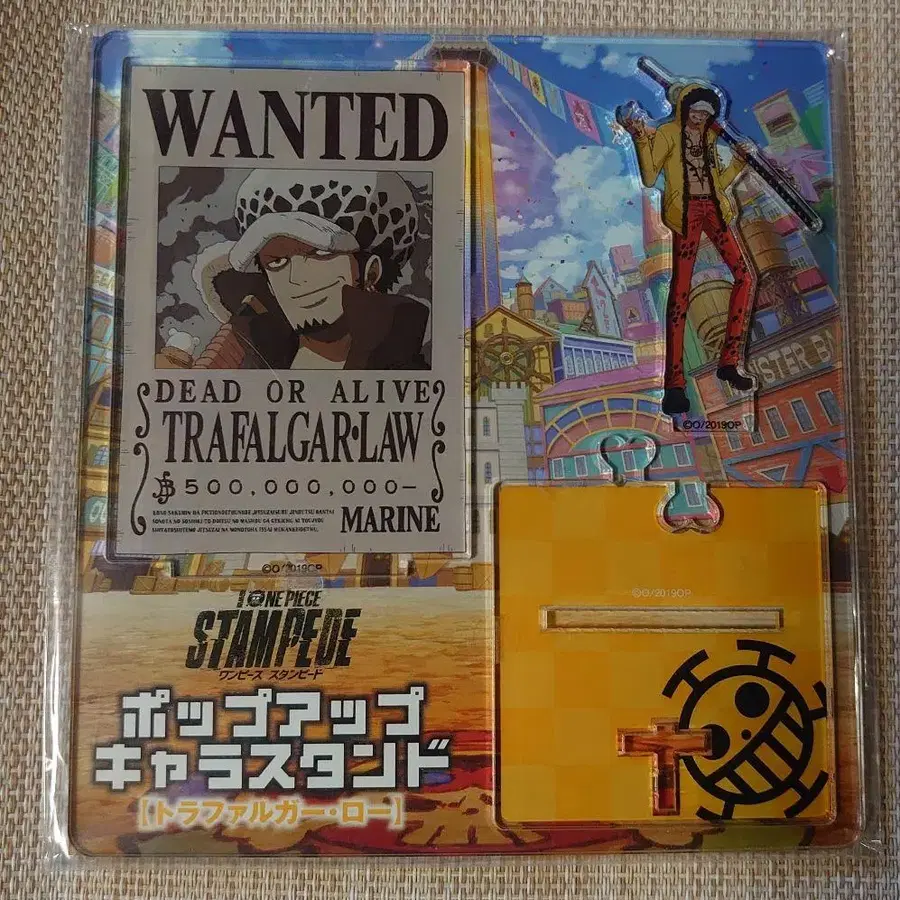 WANTED
DEAD OR ALIVE
TRAFALGAR・LAW
500,000,000-
MARINE
©O/2019OP
ONE PIECE
STAMPEDE
ワンピース スタンピード
ポップアップ
キャラスタンド
【トラファルガー・ロー】
©O/2019OP
©O/2019OP